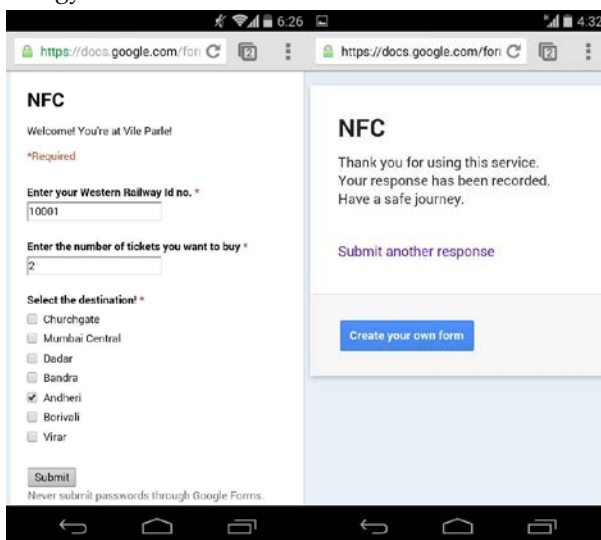 6:26
https://docs.google.com/fon
2
NFC
Welcome! You're at Vile Parle!
*Required
Enter your Western Railway Id no. *
10001
Enter the number of tickets you want to buy *
2
Select the destination! *
Churchgate
Mumbai Central
Dadar
Bandra
Andheri
Borivali
Virar
Submit
Never submit passwords through Google Forms.
4:32
https://docs.google.com/fori
2
NFC
Thank you for using this service.
Your response has been recorded.
Have a safe journey.
Submit another response
Create your own form